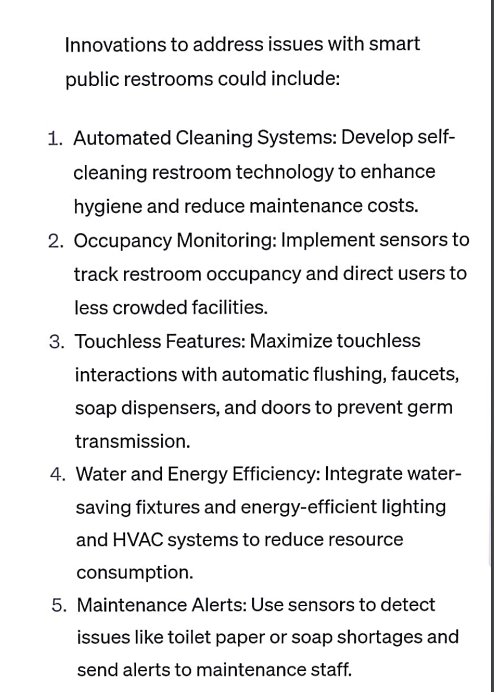 Innovations to address issues with smart
public restrooms could include:
1. Automated Cleaning Systems: Develop self-
cleaning restroom technology to enhance
hygiene and reduce maintenance costs.
2. Occupancy Monitoring: Implement sensors to
track restroom occupancy and direct users to
less crowded facilities.
3. Touchless Features: Maximize touchless
interactions with automatic flushing, faucets,
soap dispensers, and doors to prevent germ
transmission.
4. Water and Energy Efficiency: Integrate water-
saving fixtures and energy-efficient lighting
and HVAC systems to reduce resource
consumption.
5. Maintenance Alerts: Use sensors to detect
issues like toilet paper or soap shortages and
send alerts to maintenance staff.